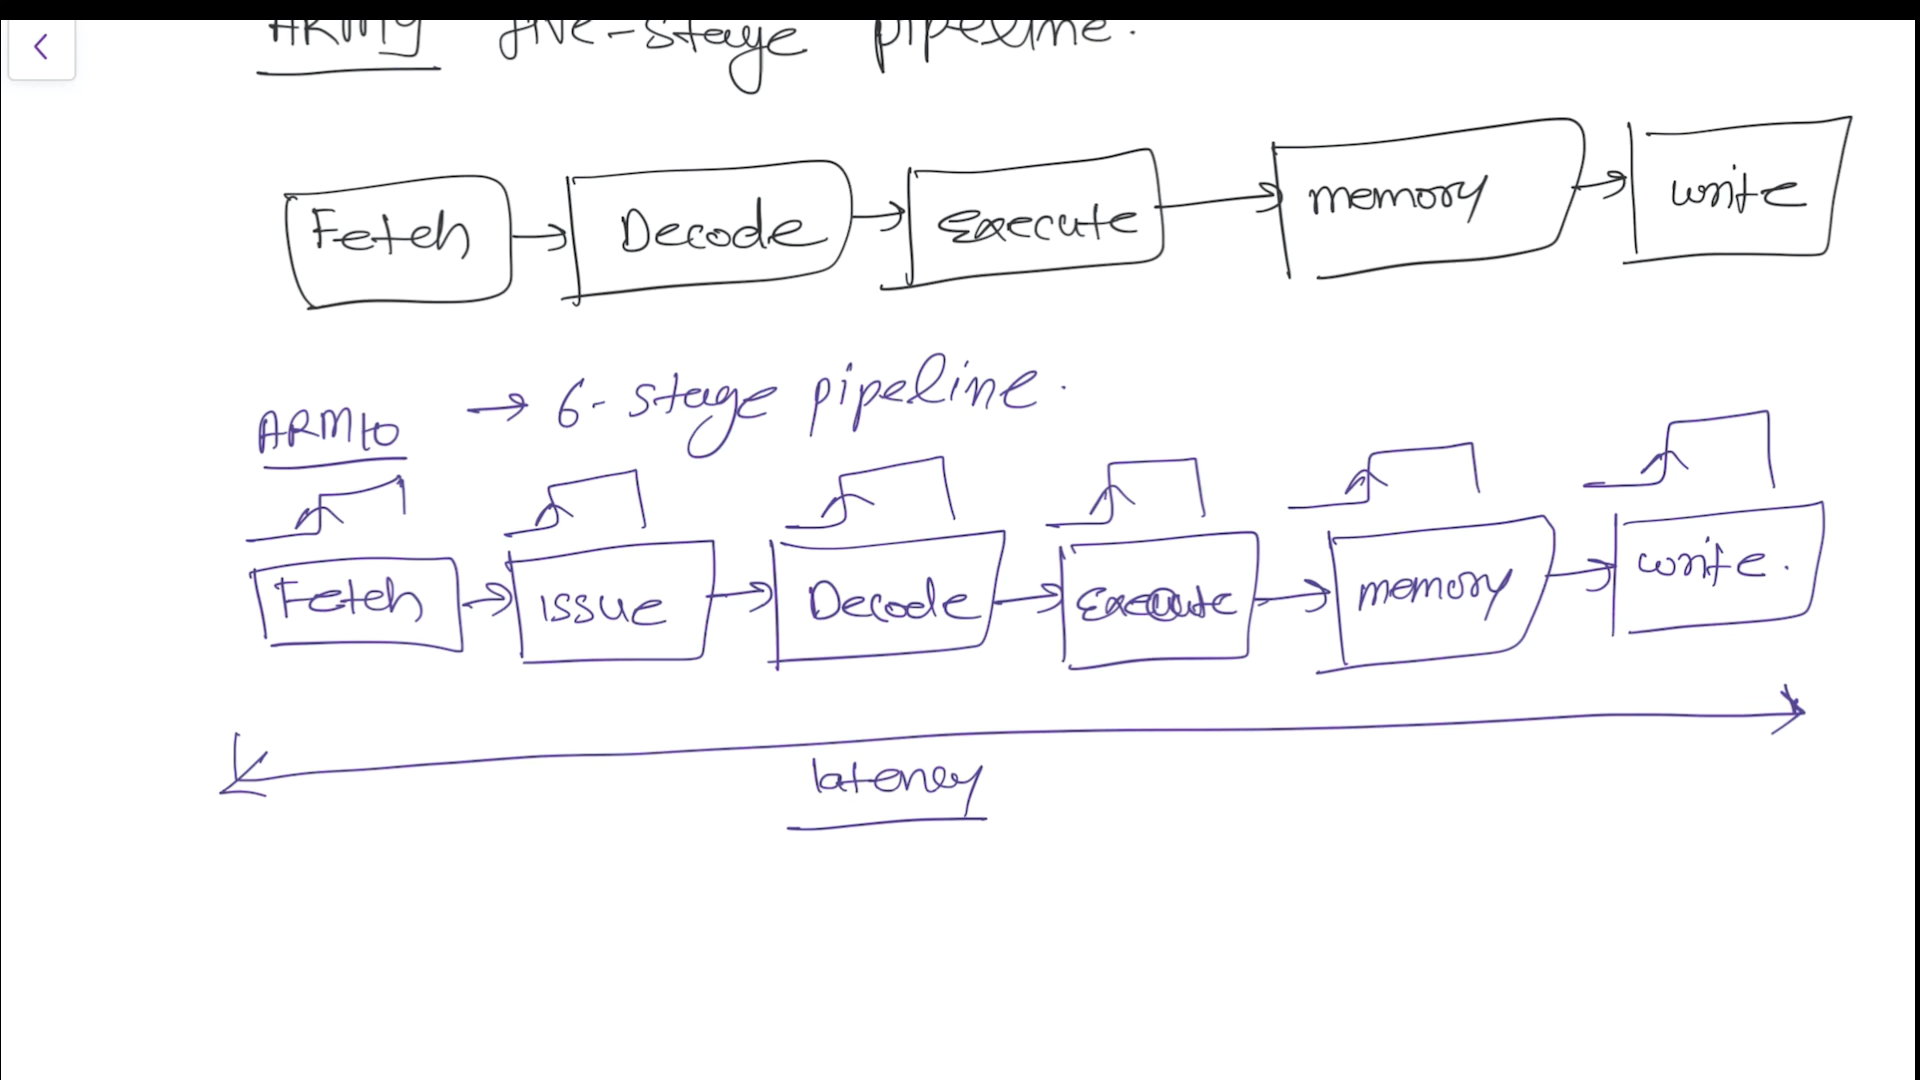 ARM9 five-stage pipeline.
Fetch Decode Execute memory write
ARM10 → 6-stage pipeline.
Fetch issue Decode Execute memory write.
latency